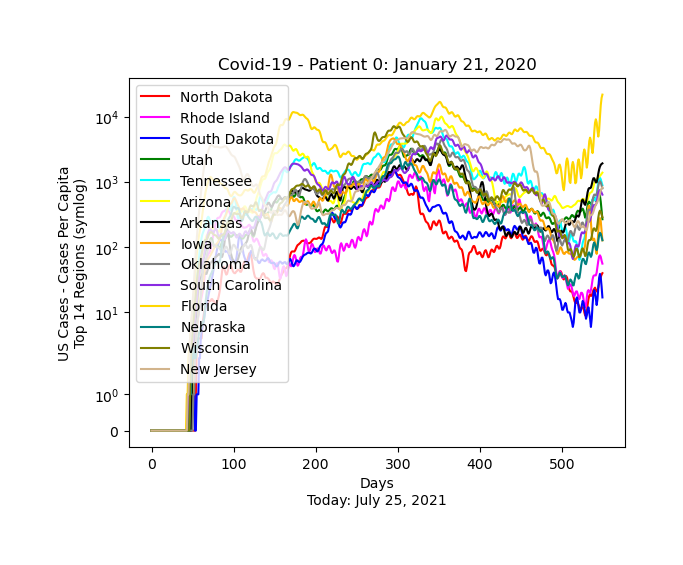 Covid-19 - Patient 0: January 21, 2020
US Cases - Cases Per Capita
Top 14 Regions (symlog)
10^4
10^3
10^2
10^1
10^0
0
North Dakota
Rhode Island
South Dakota
Utah
Tennessee
Arizona
Arkansas
Iowa
Oklahoma
South Carolina
Florida
Nebraska
Wisconsin
New Jersey
0 100 200 300 400 500
Days
Today: July 25, 2021